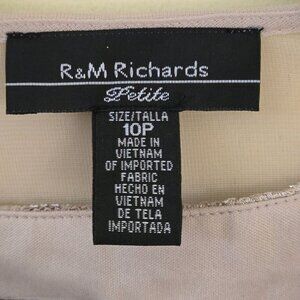 R&M Richards
Petite
SIZE/TALLA
10P
MADE IN
VIETNAM
OF IMPORTED
FABRIC
HECHO EN
VIETNAM
DE TELA
IMPORTADA